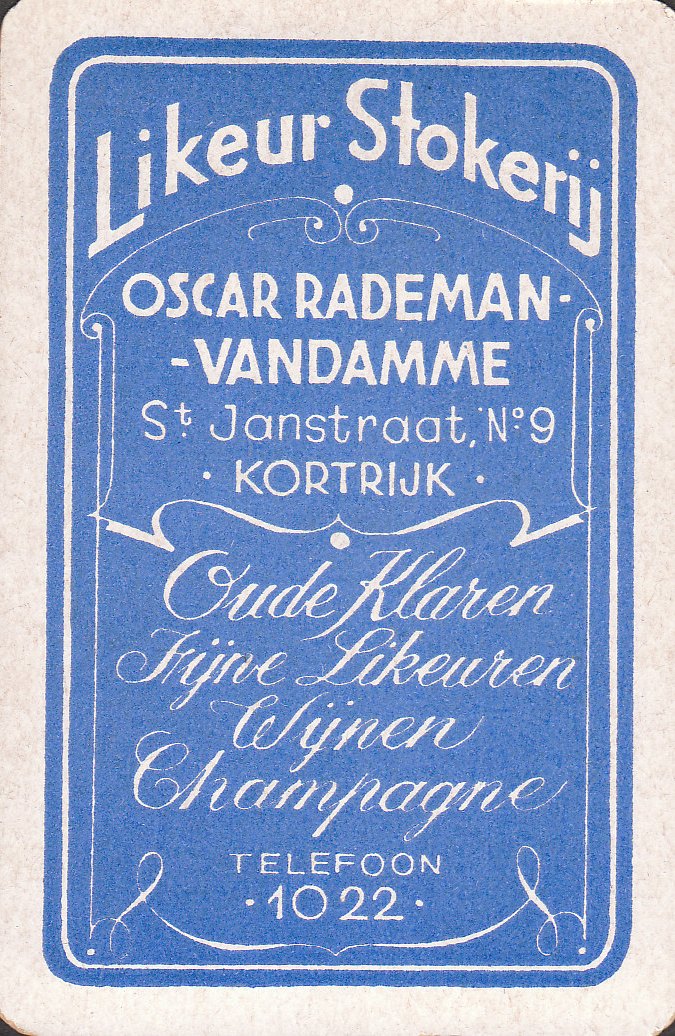 Likeur Stokerij
OSCAR RADEMAN-
-VANDAMME
St. Janstraat, No 9
· KORTRIJK ·
Oude Klaren
Fijne Likeuren
Wijnen
Champagne
TELEFOON
· 1022 ·